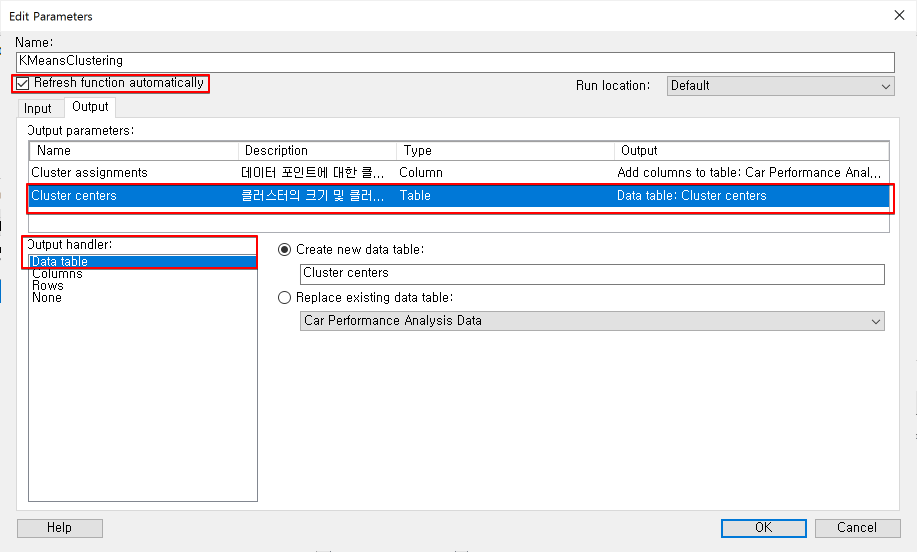 Edit Parameters
Name:
KMeansClustering
Refresh function automatically
Run location: Default
Input Output
Output parameters:
Name Description Type Output
Cluster assignments 데이터 포인트에 대한 클... Column Add columns to table: Car Performance Anal...
Cluster centers 클러스터의 크기 및 클러... Table Data table: Cluster centers
Output handler:
Data table
Columns
Rows
None
Create new data table:
Cluster centers
Replace existing data table:
Car Performance Analysis Data
Help OK Cancel